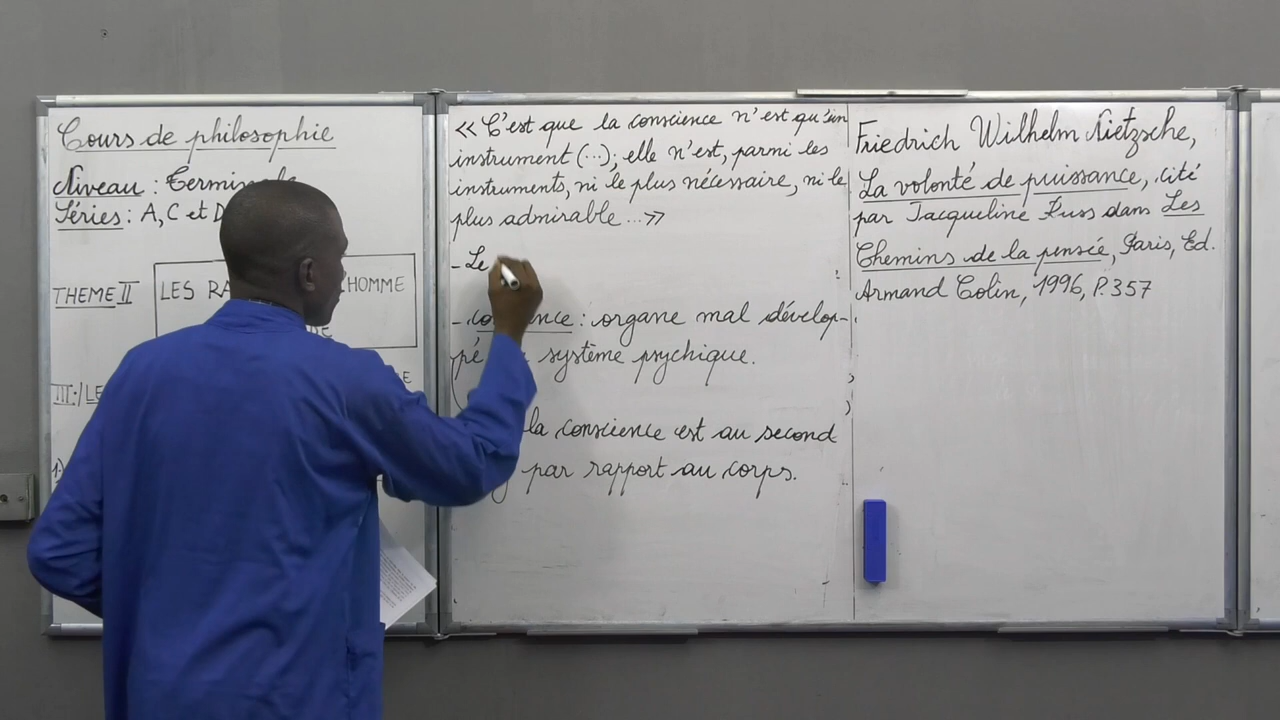 Cours de philosophie
Niveau : Terminale
Séries : A, C et D
THEME II
LES HOMME
III:/ LE
« C'est que la conscience n'est qu'un
instrument (...); elle n'est, parmi les
instruments, ni le plus nécessaire, ni le
plus admirable ... »
- Le
- : organe mal dévelop-
pé système psychique.
la conscience est au second
par rapport au corps.
Friedrich Wilhelm Nietzsche,
La volonté de puissance, cité
par Jacqueline Russ dans Les
Chemins de la pensée, Paris, Ed.
Armand Colin, 1996, P.357